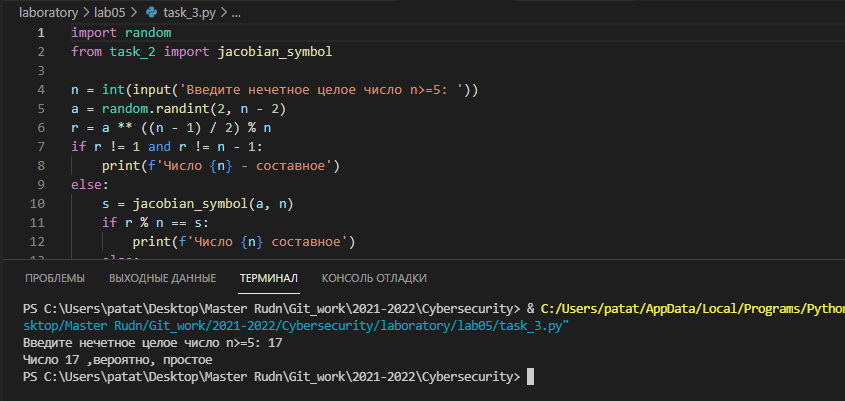 laboratory > lab05 > task_3.py > ...
1 import random
2 from task_2 import jacobian_symbol
3
4 n = int(input('Введите нечетное целое число n>=5: '))
5 a = random.randint(2, n - 2)
6 r = a ** ((n - 1) / 2) % n
7 if r != 1 and r != n - 1:
8     print(f'Число {n} - составное')
9 else:
10     s = jacobian_symbol(a, n)
11     if r % n == s:
12         print(f'Число {n} составное')
ПРОБЛЕМЫ ВЫХОДНЫЕ ДАННЫЕ ТЕРМИНАЛ КОНСОЛЬ ОТЛАДКИ
PS C:\Users\patat\Desktop\Master Rudn\Git_work\2021-2022\Cybersecurity> & C:/Users/patat/AppData/Local/Programs/Python
sktop/Master Rudn/Git_work/2021-2022/Cybersecurity/laboratory/lab05/task_3.py"
Введите нечетное целое число n>=5: 17
Число 17 ,вероятно, простое
PS C:\Users\patat\Desktop\Master Rudn\Git_work\2021-2022\Cybersecurity>